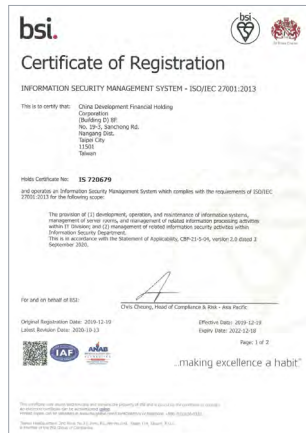 bsi.
bsi
Certificate of Registration
INFORMATION SECURITY MANAGEMENT SYSTEM - ISO/IEC 27001:2013
This is to certify that: China Development Financial Holding
Corporation
(Building D) 8F
No. 19-3, Sanchong Rd.
Nangang Dist.
Taipei City
11501
Taiwan
Holds Certificate No: IS 720679
and operates an Information Security Management System which complies with the requirements of ISO/IEC
27001:2013 for the following scope:
The provision of (1) development, operation, and maintenance of information systems,
management of server rooms, and management of related information processing activities
within IT Division; and (2) management of related information security activities within
Information Security Department.
This is in accordance with the Statement of Applicability, CBP-21-S-04, version 2.0 dated 2
September 2020.
For and on behalf of BSI:
Chris Cheung, Head of Compliance & Risk - Asia Pacific
Original Registration Date: 2019-12-19 Effective Date: 2019-12-19
Latest Revision Date: 2020-10-13 Expiry Date: 2022-12-18
Page: 1 of 2
IAF
ANAB
...making excellence a habit